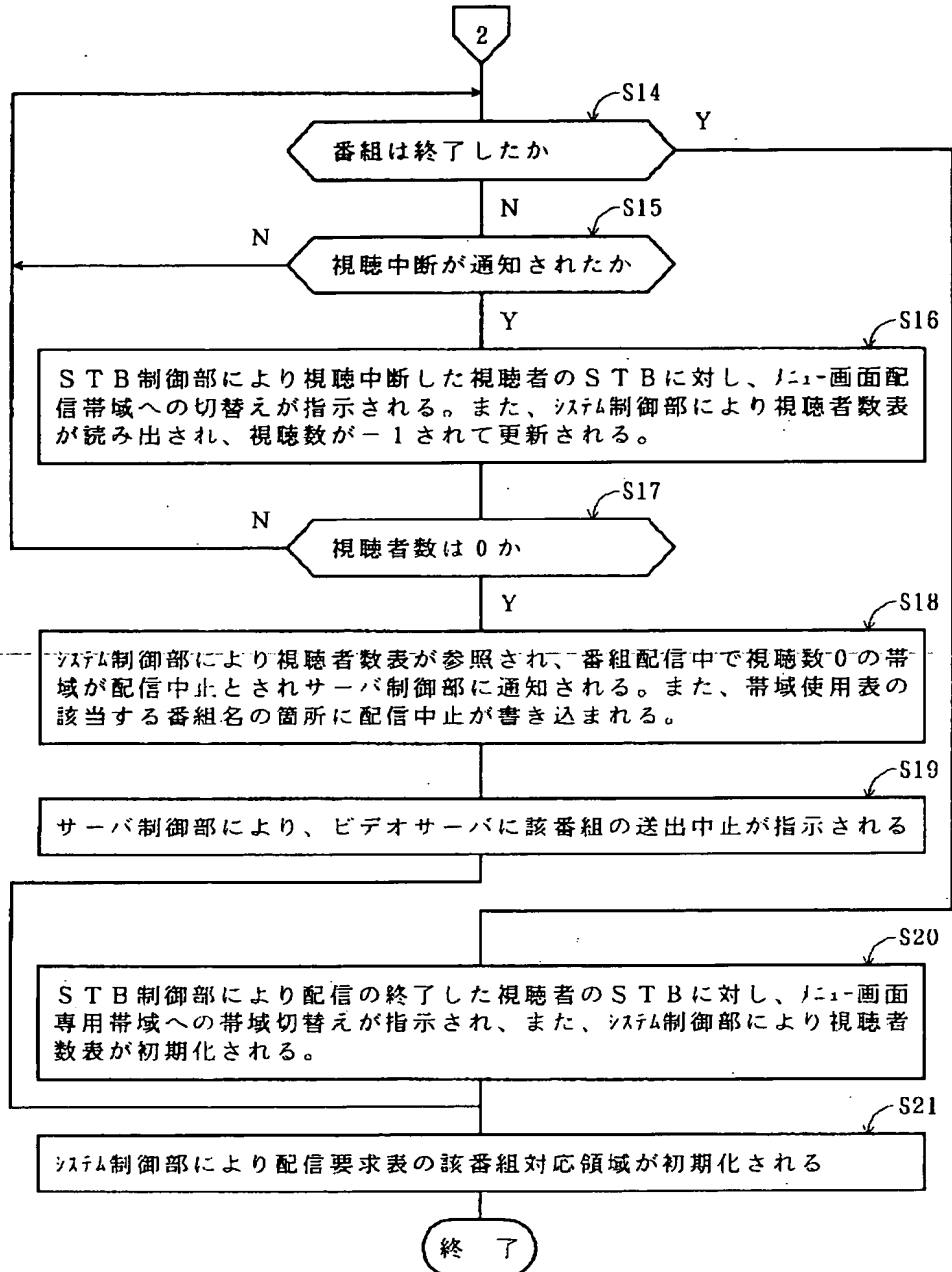 2
S14
Y
番組は終了したか
N
S15
N
視聴中断が通知されたか
Y
S16
STB制御部により視聴中断した視聴者のSTBに対し、ﾒﾆｭｰ画面配
信帯域への切替えが指示される。また、ｼｽﾃﾑ制御部により視聴者数表
が読み出され、視聴数が−1されて更新される。
S17
N
視聴者数は0か
Y
S18
ｼｽﾃﾑ制御部により視聴者数表が参照され、番組配信中で視聴数0の帯
域が配信中止とされサーバ制御部に通知される。また、帯域使用表の
該当する番組名の箇所に配信中止が書き込まれる。
S19
サーバ制御部により、ビデオサーバに該番組の送出中止が指示される
S20
STB制御部により配信の終了した視聴者のSTBに対し、ﾒﾆｭｰ画面
専用帯域への帯域切替えが指示され、また、ｼｽﾃﾑ制御部により視聴者
数表が初期化される。
S21
ｼｽﾃﾑ制御部により配信要求表の該番組対応領域が初期化される
終 了